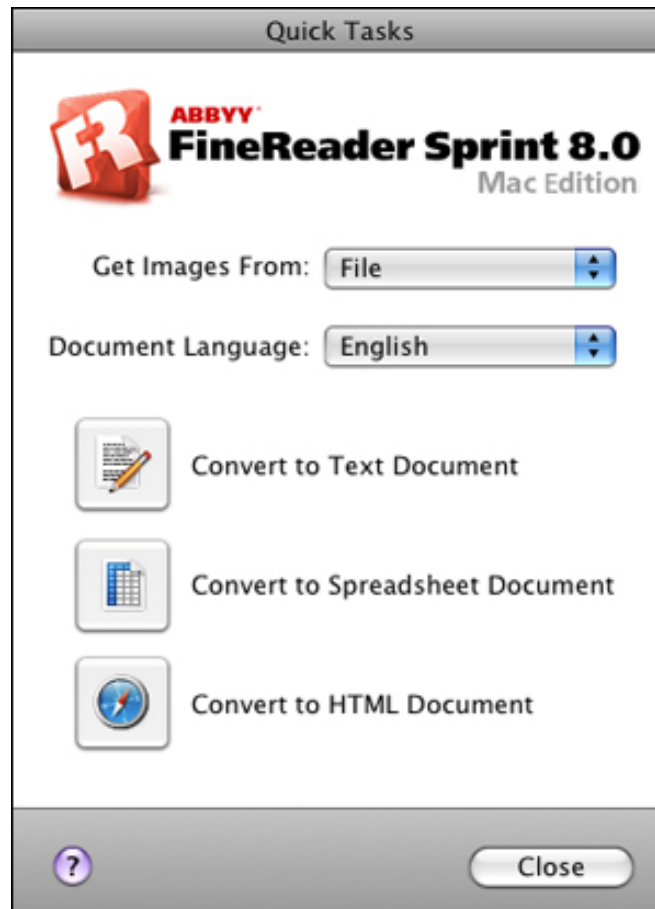 Quick Tasks
ABBYY
FineReader Sprint 8.0
Mac Edition
Get Images From: File
Document Language: English
Convert to Text Document
Convert to Spreadsheet Document
Convert to HTML Document
? Close